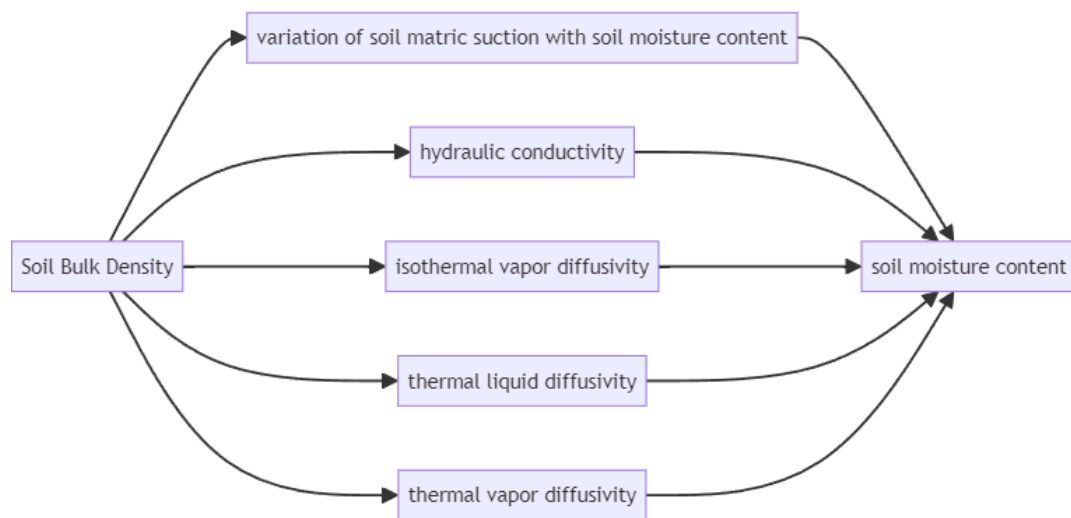 variation of soil matric suction with soil moisture content
hydraulic conductivity
Soil Bulk Density
isothermal vapor diffusivity
soil moisture content
thermal liquid diffusivity
thermal vapor diffusivity